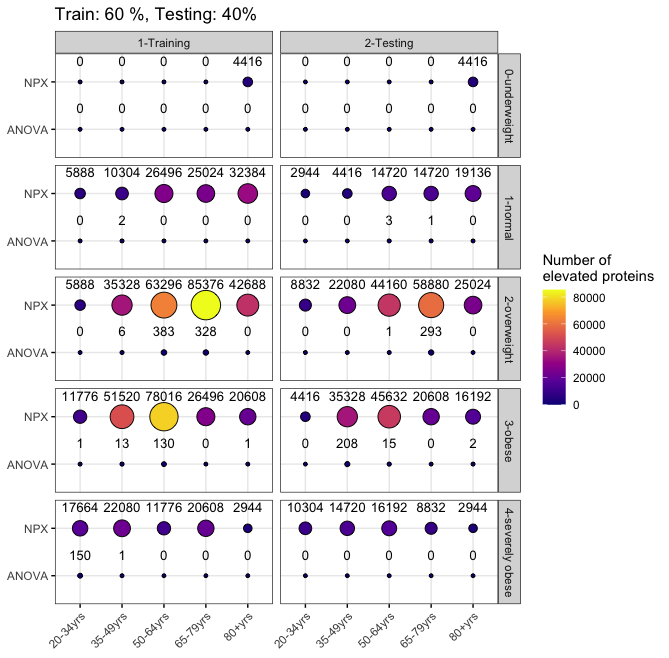 Train: 60 %, Testing: 40%
1-Training 2-Testing
0 0 0 0 4416 0 0 0 0 4416
NPX
0 0 0 0 0 0 0 0 0 0
ANOVA
0-underweight
5888 10304 26496 25024 32384 2944 4416 14720 14720 19136
NPX
0 2 0 0 0 0 0 3 1 0
ANOVA
1-normal
5888 35328 63296 85376 42688 8832 22080 44160 58880 25024
NPX
0 6 383 328 0 0 0 1 293 0
ANOVA
2-overweight
11776 51520 78016 26496 20608 4416 35328 45632 20608 16192
NPX
1 13 130 0 1 0 208 15 0 2
ANOVA
3-obese
17664 22080 11776 20608 2944 10304 14720 16192 8832 2944
NPX
150 1 0 0 0 0 0 0 0 0
ANOVA
4-severely obese
20-34yrs 35-49yrs 50-64yrs 65-79yrs 80+yrs 20-34yrs 35-49yrs 50-64yrs 65-79yrs 80+yrs
Number of
elevated proteins
80000
60000
40000
20000
0